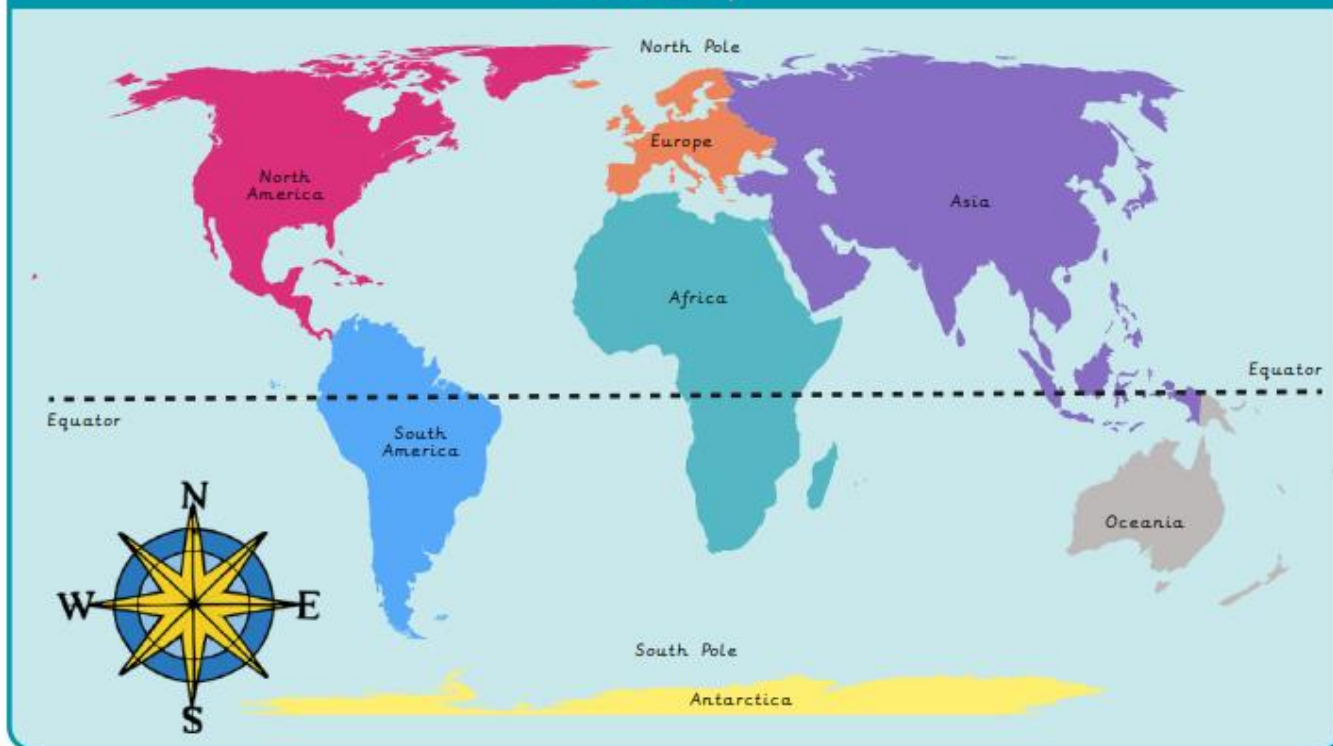 North Pole
Europe
North
America
Asia
Africa
Equator
Equator
South
America
N
Oceania
W
E
South Pole
Antarctica
S